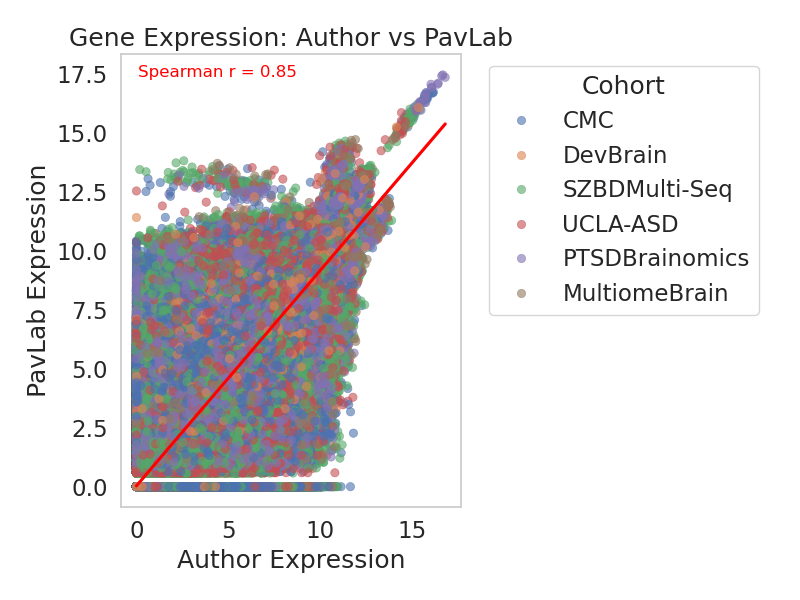 Gene Expression: Author vs PavLab
Spearman r = 0.85
PavLab Expression
17.5
15.0
12.5
10.0
7.5
5.0
2.5
0.0
0
5
10
15
Author Expression
Cohort
CMC
DevBrain
SZBDMulti-Seq
UCLA-ASD
PTSDBrainomics
MultiomeBrain